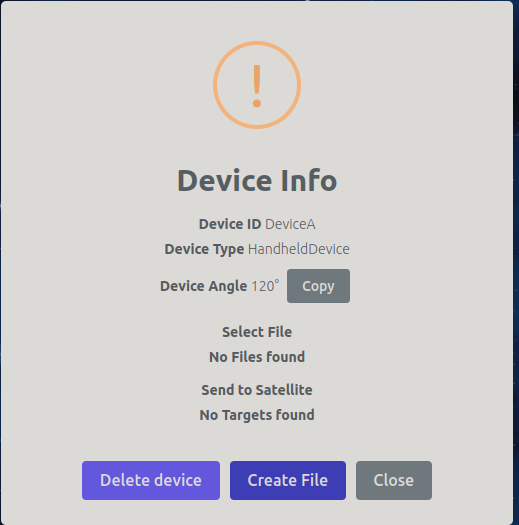 !
Device Info
Device ID DeviceA
Device Type HandheldDevice
Device Angle 120° Copy
Select File
No Files found
Send to Satellite
No Targets found
Delete device Create File Close